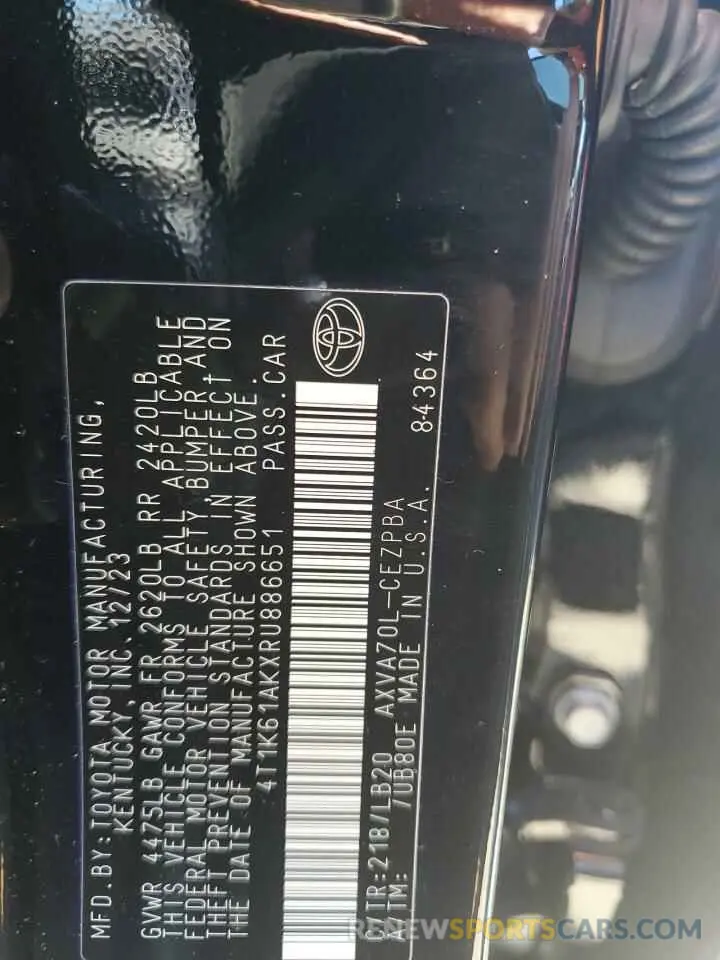 MFD.BY:TOYOTA MOTOR MANUFACTURING,
KENTUCKY, INC. 12/23
GVWR 4475LB GAWR FR 2620LB RR 2420LB
THIS VEHICLE CONFORMS TO ALL APPLICABLE
FEDERAL MOTOR VEHICLE SAFETY, BUMPER, AND
THEFT PREVENTION STANDARDS IN EFFECT ON
THE DATE OF MANUFACTURE SHOWN ABOVE.
4T1K61AKXRU886651 PASS.CAR
C/TR:218/LB20 AXVA70L-CEZPBA
A/TM: /UB80E MADE IN U.S.A. 84364
RENEWSPORTSCARS.COM